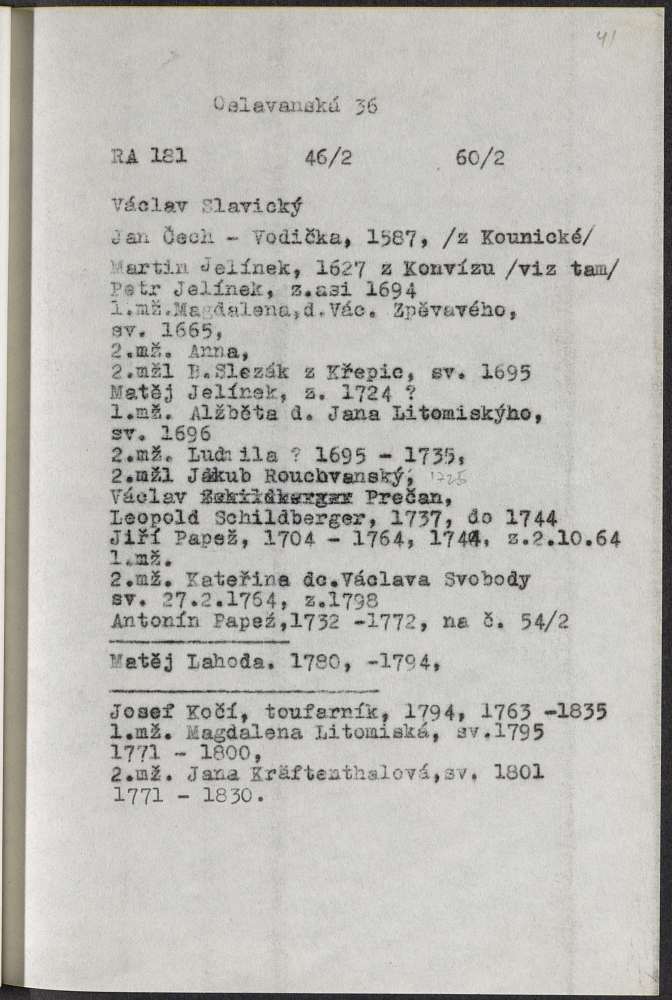 41
Oslavanská 36
RA 181 46/2 60/2
Václav Slavický
Jan Čech - Vodička, 1587, /z Kounické/
Martin Jelínek, 1627 z Konvízu /viz tam/
Petr Jelínek, z.asi 1694
1.mž.Magdalena,d.Vác. Zpěvavého,
sv. 1665,
2.mž. Anna,
2.mžl B.Slezák z Křepic, sv. 1695
Matěj Jelínek, z. 1724 ?
1.mž. Alžběta d. Jana Litomiského,
sv. 1696
2.mž. Ludmila ? 1695 - 1735,
2.mžl Jakub Rouchvanský, 1725
Václav Schildberger Prečan,
Leopold Schildberger, 1737, do 1744
Jiří Papež, 1704 - 1764, 1744, z.2.10.64
1.mž.
2.mž. Kateřina dc.Václava Svobody
sv. 27.2.1764, z.1798
Antonín Papež,1732 -1772, na č. 54/2
Matěj Lahoda. 1780, -1794,
Josef Kočí, toufarník, 1794, 1763 -1835
1.mž. Magdalena Litomiská, sv.1795
1771 - 1800,
2.mž. Jana Kräftenthalová,sv. 1801
1771 - 1830.